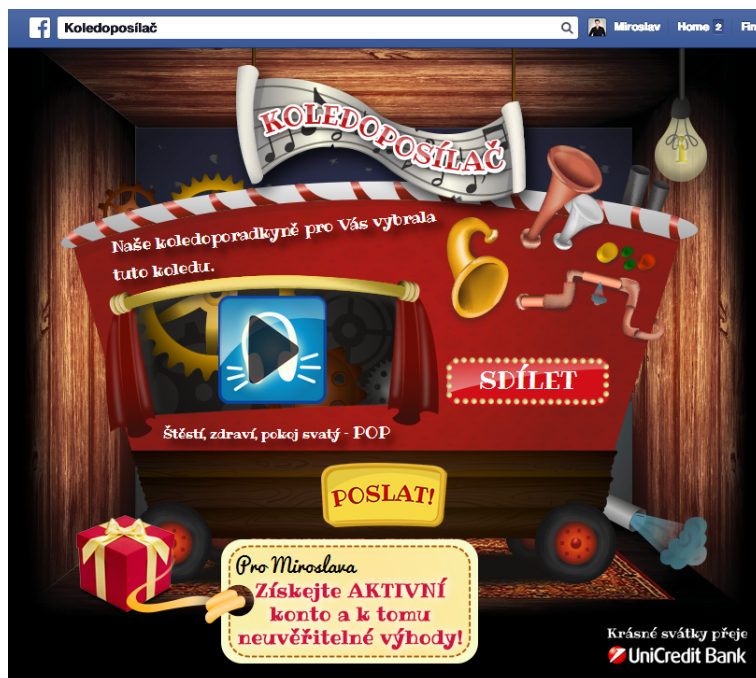 Koledoposílač
Miroslav Home 2 Fin
KOLEDOPOSÍLAČ
Naše koledoporadkyně pro Vás vybrala
tuto koledu.
SDÍLET
Štěstí, zdraví, pokoj svatý - POP
POSLAT!
Pro Miroslava
Získejte AKTIVNÍ
konto a k tomu
neuvěřitelné výhody!
Krásné svátky přeje
UniCredit Bank